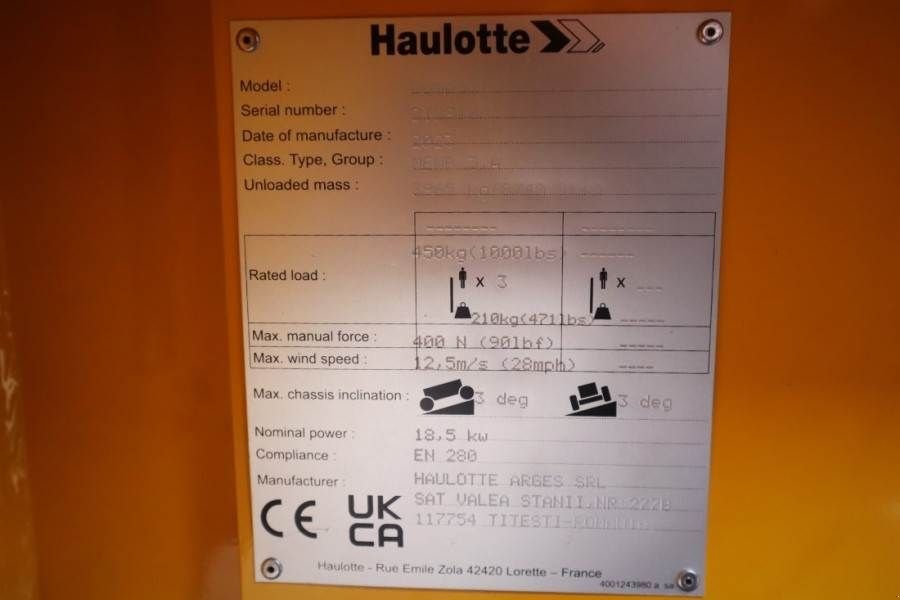 Haulotte
Model :
Serial number :
Date of manufacture : 2023
Class. Type, Group :
Unloaded mass :
450kg(1000lbs)
Rated load : x 3 x ---
210kg(471lbs) -----
Max. manual force : 400 N (90lbf) -----
Max. wind speed : 12,5m/s (28mph) -----
Max. chassis inclination : 3 deg 3 deg
Nominal power : 18,5 kw
Compliance : EN 280
Manufacturer : HAULOTTE ARGES SRL
SAT VALEA STANII,NR
CE UK CA 117754 TITESTI-
Haulotte - Rue Emile Zola 42420 Lorette – France
4001243980 a